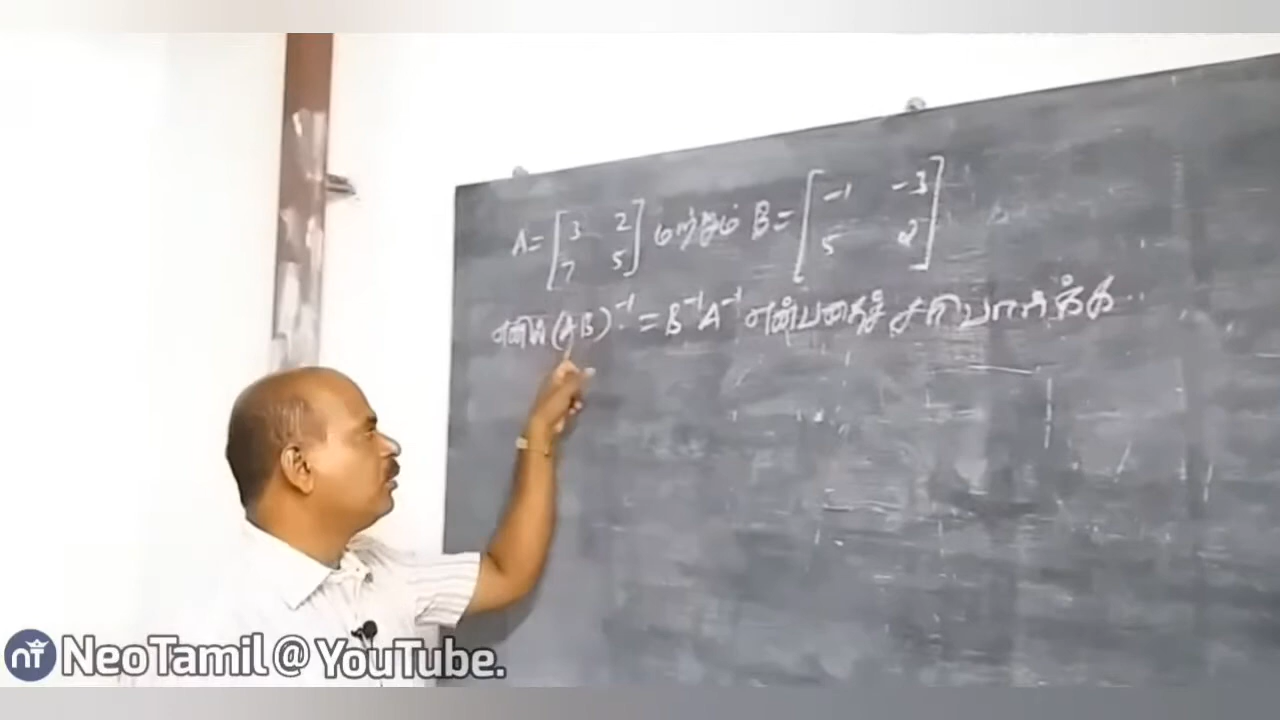 A = [ 3 2 மற்றும் B = [ -1 -3
7 5 ] 5 2 ]
எனில் (AB)⁻¹ = B⁻¹A⁻¹ என்பதைச் சரிபார்க்க..
NeoTamil @ YouTube.